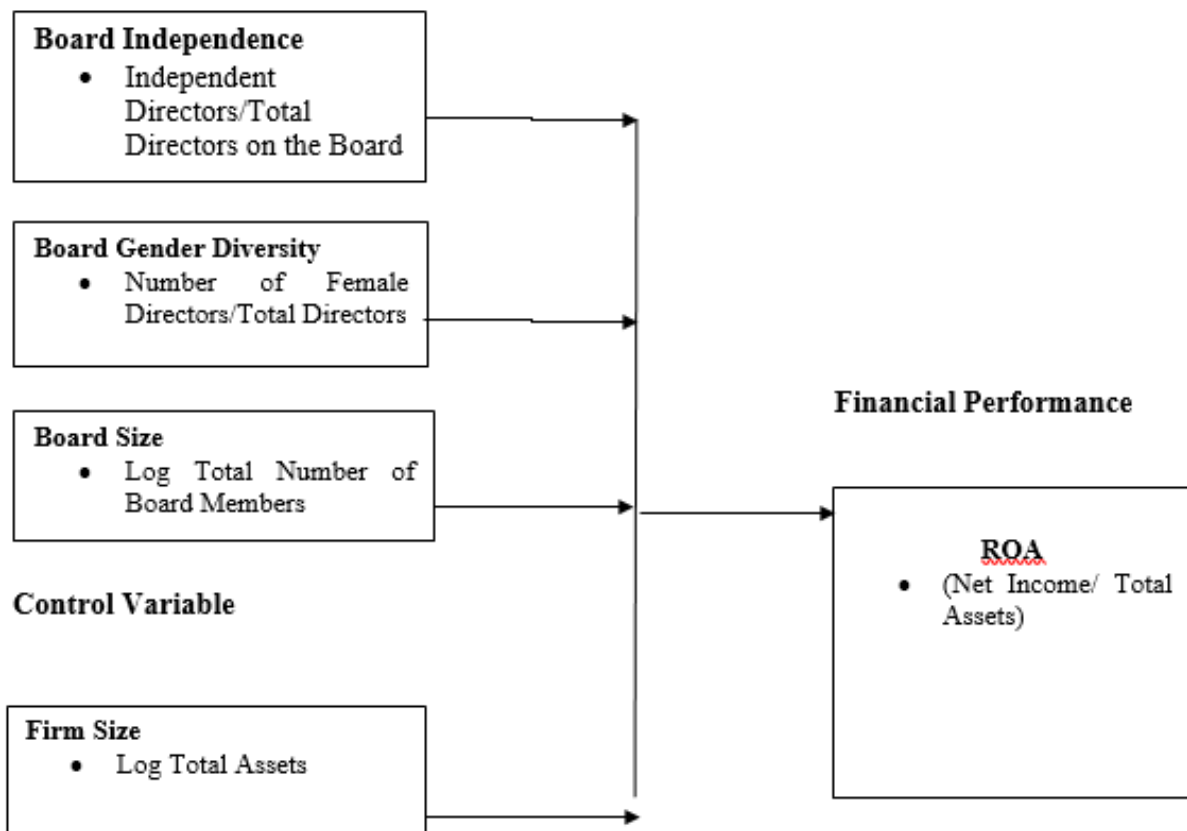 Board Independence
• Independent
Directors/Total
Directors on the Board
Board Gender Diversity
• Number of Female
Directors/Total Directors
Board Size
• Log Total Number of
Board Members
Control Variable
Firm Size
• Log Total Assets
Financial Performance
ROA
• (Net Income/ Total
Assets)